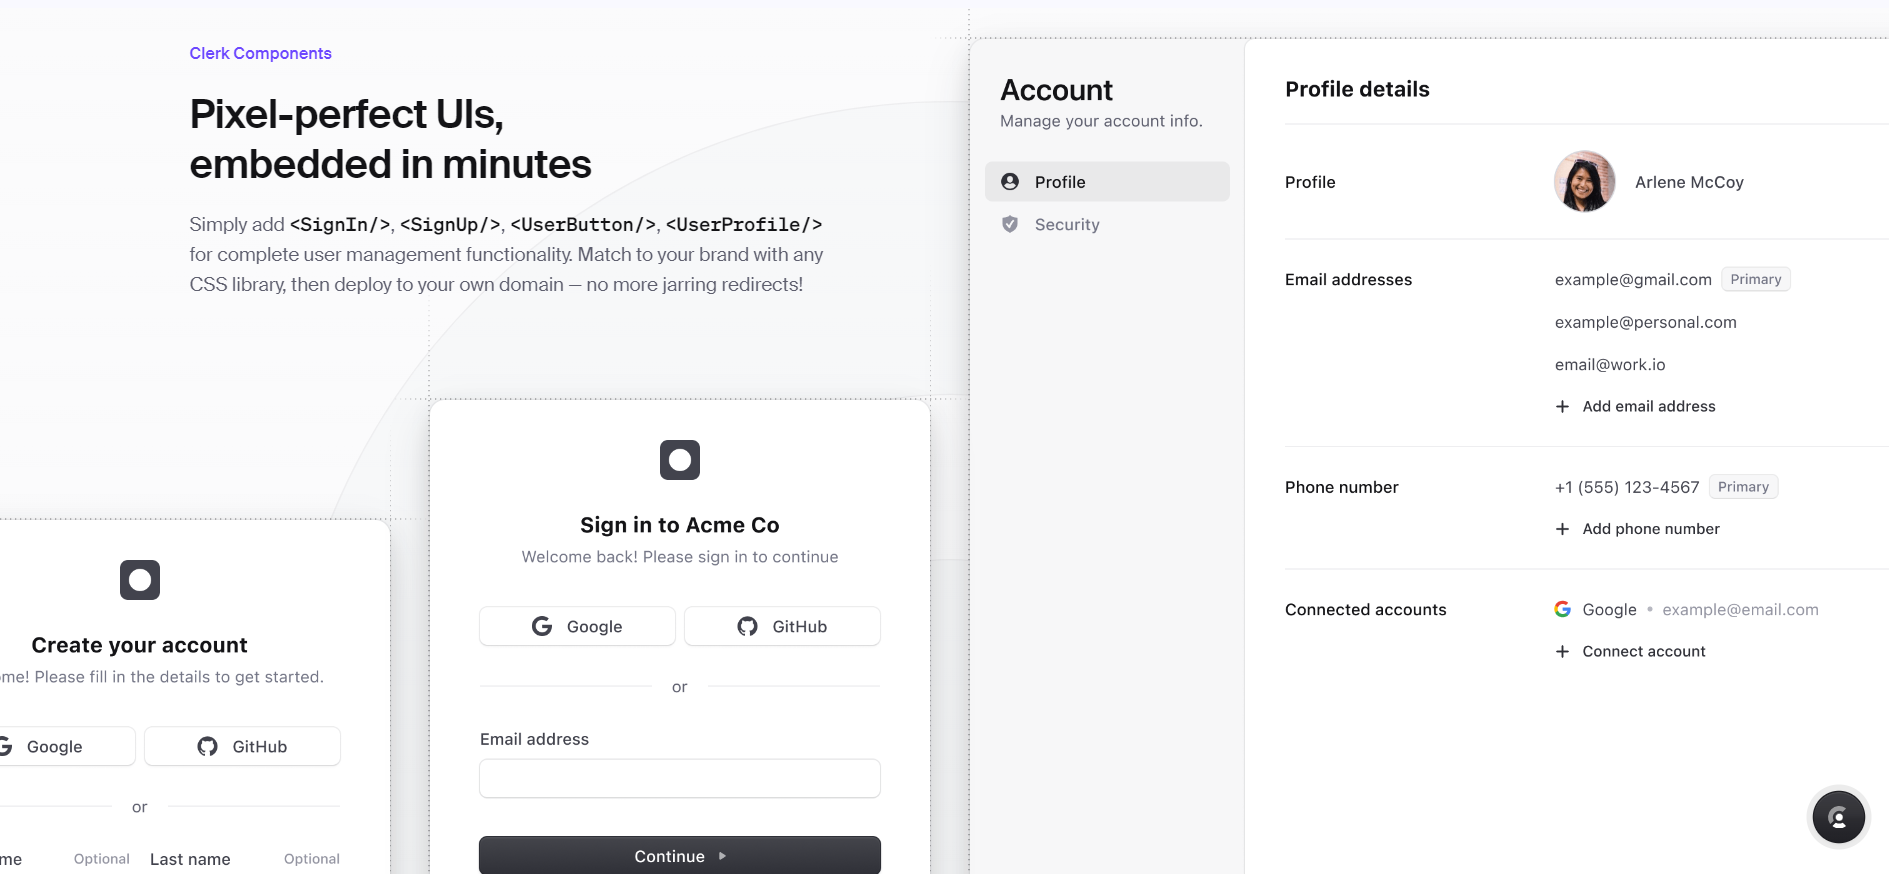 Clerk Components
Pixel-perfect UIs,
embedded in minutes
Simply add <SignIn/>, <SignUp/>, <UserButton/>, <UserProfile/>
for complete user management functionality. Match to your brand with any
CSS library, then deploy to your own domain — no more jarring redirects!
Create your account
ome! Please fill in the details to get started.
Google
GitHub
or
me Optional Last name Optional
Sign in to Acme Co
Welcome back! Please sign in to continue
Google
GitHub
or
Email address
Continue
Account
Manage your account info.
Profile
Security
Profile details
Profile
Arlene McCoy
Email addresses
example@gmail.com Primary
example@personal.com
email@work.io
+ Add email address
Phone number
+1 (555) 123-4567 Primary
+ Add phone number
Connected accounts
Google • example@email.com
+ Connect account